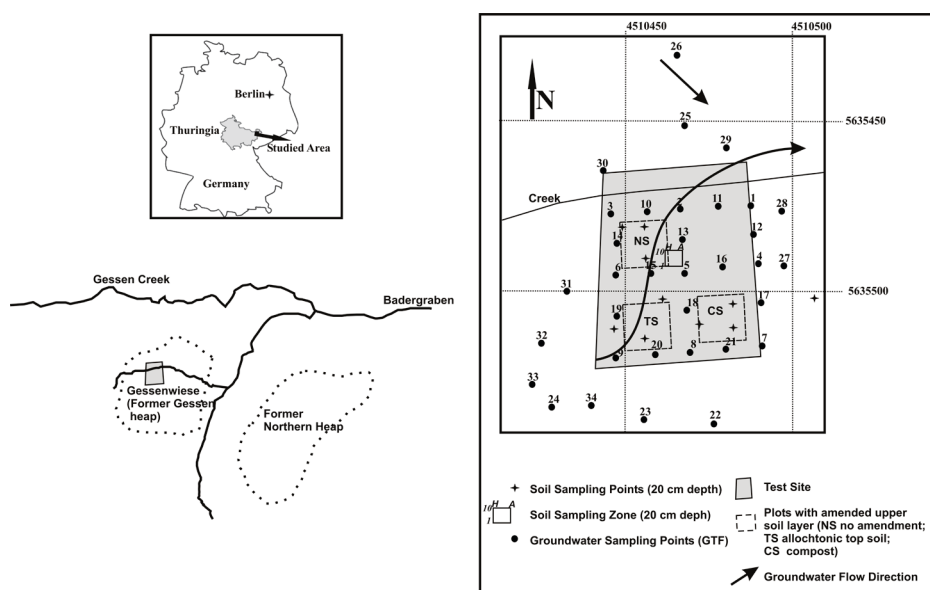 Berlin
Thuringia
Studied Area
Germany
Gessen Creek
Badergraben
Gessenwiese
(Former Gessen
heap)
Former
Northern Heap
4510450
4510500
26
N
25
5635450
29
30
Creek
3
10
2
11
1
28
14
NS
13
12
H A
10
1
6
15
5
16
4
27
31
5635500
19
TS
18
CS
17
32
9
20
8
21
7
33
24
34
23
22
Soil Sampling Points (20 cm depth)
10 H A
1
Soil Sampling Zone (20 cm deph)
Groundwater Sampling Points (GTF)
Test Site
Plots with amended upper
soil layer (NS no amendment;
TS allochtonic top soil;
CS compost)
Groundwater Flow Direction